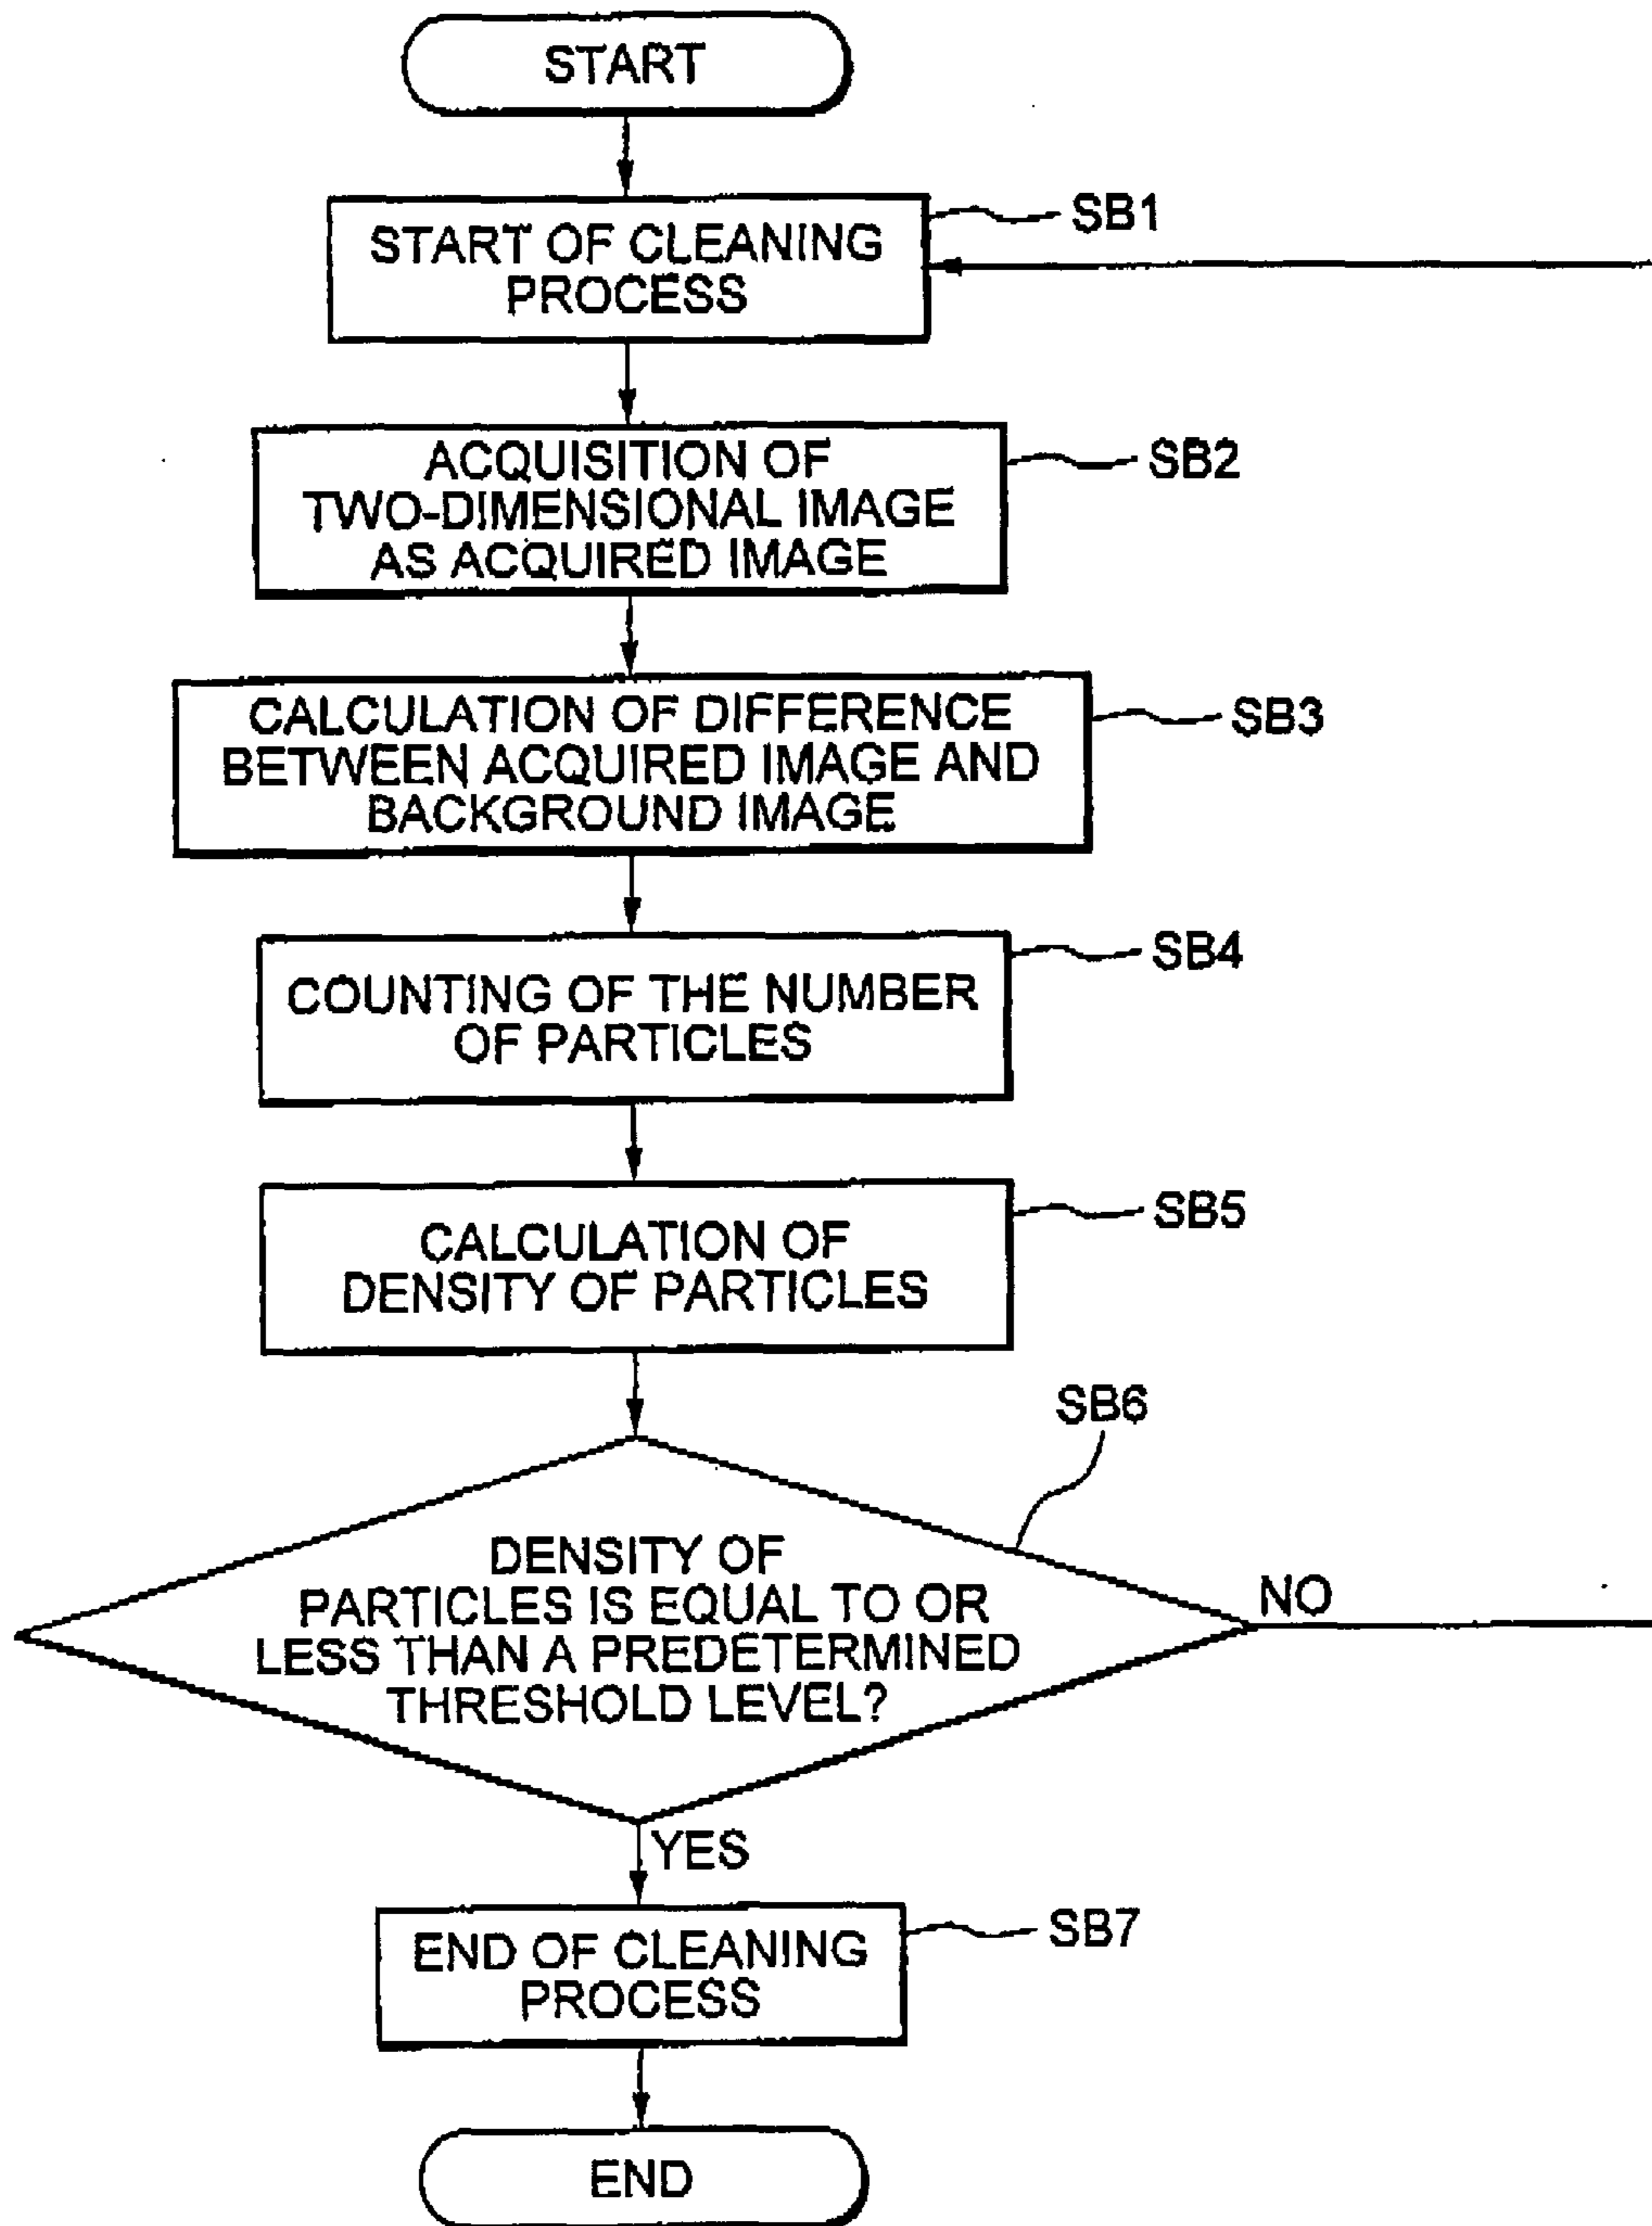 START
START OF CLEANING
PROCESS
SB1
ACQUISITION OF
TWO-DIMENSIONAL IMAGE
AS ACQUIRED IMAGE
SB2
CALCULATION OF DIFFERENCE
BETWEEN ACQUIRED IMAGE AND
BACKGROUND IMAGE
SB3
COUNTING OF THE NUMBER
OF PARTICLES
SB4
CALCULATION OF
DENSITY OF PARTICLES
SB5
SB6
DENSITY OF
PARTICLES IS EQUAL TO OR
LESS THAN A PREDETERMINED
THRESHOLD LEVEL?
NO
YES
END OF CLEANING
PROCESS
SB7
END